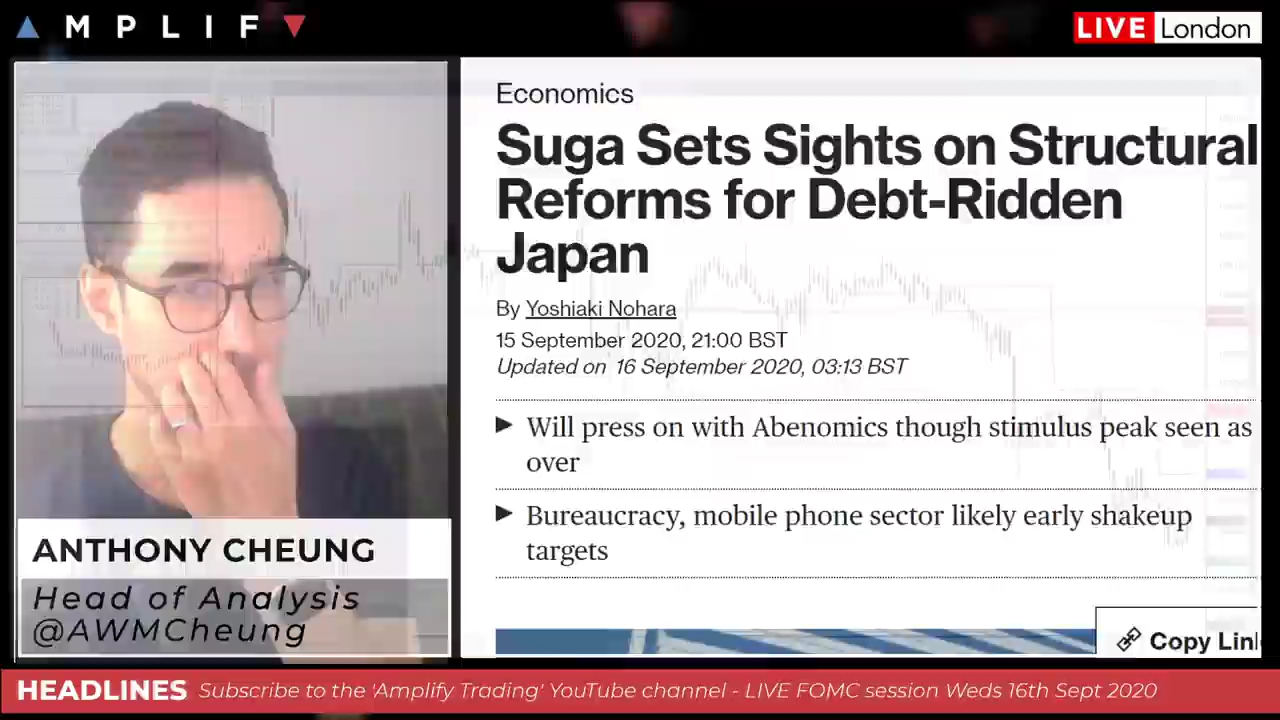 AMPLIFY
LIVE London
Economics
Suga Sets Sights on Structural
Reforms for Debt-Ridden
Japan
By Yoshiaki Nohara
15 September 2020, 21:00 BST
Updated on 16 September 2020, 03:13 BST
Will press on with Abenomics though stimulus peak seen as
over
Bureaucracy, mobile phone sector likely early shakeup
targets
Copy Lin
ANTHONY CHEUNG
Head of Analysis
@AWMCheung
HEADLINES Subscribe to the 'Amplify Trading' YouTube channel - LIVE FOMC session Weds 16th Sept 2020